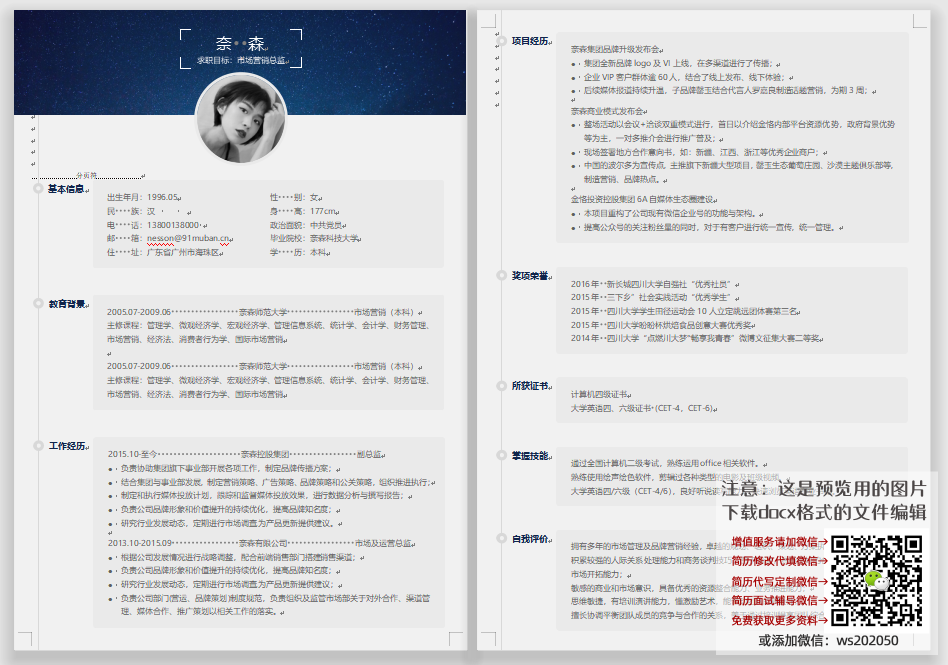 奈 森
求职目标：市场营销总监
分页符
基本信息
出生年月：1996.05
性 别：女
民 族：汉
身 高：177cm
电 话：13800138000
政治面貌：中共党员
邮 箱：nesson@91muban.cn
毕业院校：奈森科技大学
住 址：广东省广州市海珠区
学 历：本科
教育背景
2005.07-2009.06 奈森师范大学 市场营销（本科）
主修课程：管理学、微观经济学、宏观经济学、管理信息系统、统计学、会计学、财务管理、
市场营销、经济法、消费者行为学、国际市场营销
2005.07-2009.06 奈森师范大学 市场营销（本科）
主修课程：管理学、微观经济学、宏观经济学、管理信息系统、统计学、会计学、财务管理、
市场营销、经济法、消费者行为学、国际市场营销
工作经历
2015.10-至今 奈森控股集团 副总监
负责协助集团旗下事业部开展各项工作，制定品牌传播方案；
结合集团与事业部发展, 制定营销策略、广告策略、品牌策略和公关策略，组织推进执行；
制定和执行媒体投放计划，跟踪和监督媒体投放效果，进行数据分析与撰写报告；
负责公司品牌形象和价值提升的持续优化，提高品牌知名度；
研究行业发展动态，定期进行市场调查,为产品更新提供建议。
2013.10-2015.09 奈森有限公司 市场及运营总监
根据公司发展情况进行战略调整，配合前端销售部门搭建销售渠道；
负责公司品牌形象和价值提升的持续优化，提高品牌知名度；
研究行业发展动态，定期进行市场调查,为产品更新提供建议；
负责公司部门营运、品牌策划,制度规范、负责组织及监管市场部关于对外合作、渠道管
理、媒体合作、推广策划以相关工作的落实。
项目经历
奈森集团品牌升级发布会
集团全新品牌 logo 及 VI 上线，在多渠道进行了传播；
企业 VIP 客户群体逾 60 人，结合了线上发布、线下体验；
后续媒体报道持续升温，子品牌罄玉结合代言人罗嘉良制造话题营销，为期 3 周；
奈森商业模式发布会
整场活动以会议+洽谈双重模式进行，首日以介绍金恪内部平台资源优势，政府背景优势
等为主，一对多推介会进行推广普及；
现场签署地方合作意向书，如：新疆、江西、浙江等优秀企业商户；
中国的波尔多为宣传点, 主推旗下新疆大型项目，罄玉生态葡萄庄园、沙漠主题俱乐部等,
制造营销、品牌热点。
金恪投资控股集团 6A 自媒体生态圈建设
本项目重构了公司现有微信企业号的功能与架构。
提高公众号的关注粉丝量的同时，对于有客户进行统一宣传，统一管理。
奖项荣誉
2016 年 新长城四川大学自强社“优秀社员”
2015 年 三下乡”社会实践活动“优秀学生”
2015 年 四川大学学生田径运动会 10 人立定跳远团体赛第三名
2015 年 四川大学盼盼杯烘焙食品创意大赛优秀奖
2014 年 四川大学“点燃川大梦”畅享我青春”微博文征集大赛二等奖
所获证书
计算机四级证书
大学英语四、六级证书 (CET-4，CET-6)
掌握技能
通过全国计算机二级考试，熟练运用 office 相关软件。
熟练使用绘声绘色软件，剪辑过各种类型的电影及班级视频。
大学英语四/六级（CET-4/6），良好听说
自我评价
拥有多年的市场管理及品牌营销经验，卓越的
积累较强的人际关系处理能力和商务谈判技巧
市场开拓能力；
敏感的商业和市场意识，具备优秀的资源整合能力、业务推进能力；
思维敏捷，有培训演讲能力，懂激励艺术，能
擅长协调平衡团队成员的竞争与合作的关系，
注意：这是预览用的图片
下载docx格式的文件编辑
增值服务请加微信→
简历修改代填微信→
简历代写定制微信→
简历面试辅导微信→
免费获取更多资料→
或添加微信：ws202050